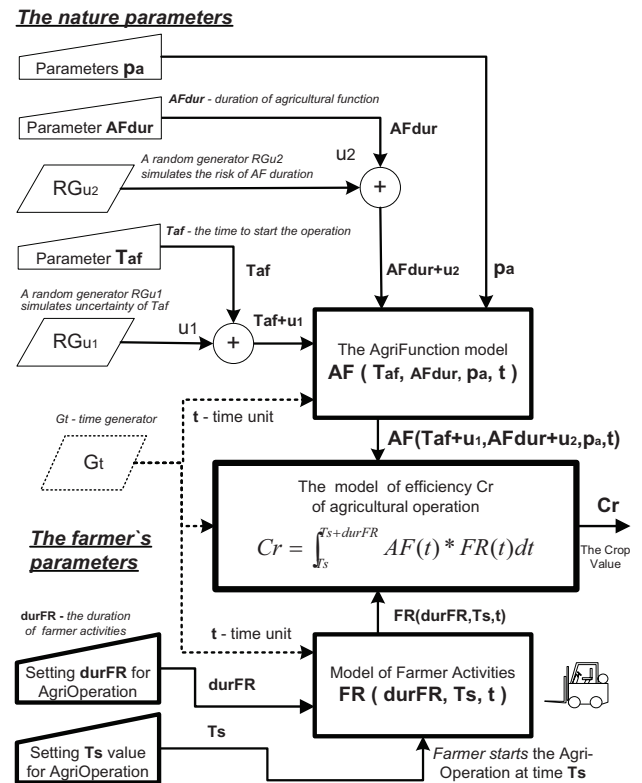 The nature parameters
Parameters pa
AFdur - duration of agricultural function
Parameter AFdur
AFdur
u2
A random generator RGu2
simulates the risk of AF duration
RGu2
+
Taf - the time to start the operation
Parameter Taf
Taf
AFdur+u2
pa
A random generator RGu1
simulates uncertainty of Taf
u1
Taf+u1
RGu1
+
The AgriFunction model
AF ( Taf, AFdur, pa, t )
t - time unit
Gt - time generator
Gt
AF(Taf+u1,AFdur+u2,pa,t)
The model of efficiency Cr
of agricultural operation
Cr = ∫Ts^Ts+durFR AF(t) * FR(t)dt
Cr
The Crop
Value
The farmer`s
parameters
FR(durFR,Ts,t)
durFR - the duration
of farmer activities
t - time unit
Setting durFR for
AgriOperation
durFR
Model of Farmer Activities
FR ( durFR, Ts, t )
Ts
Setting Ts value
for AgriOperation
Farmer starts the Agri-
Operation at time Ts